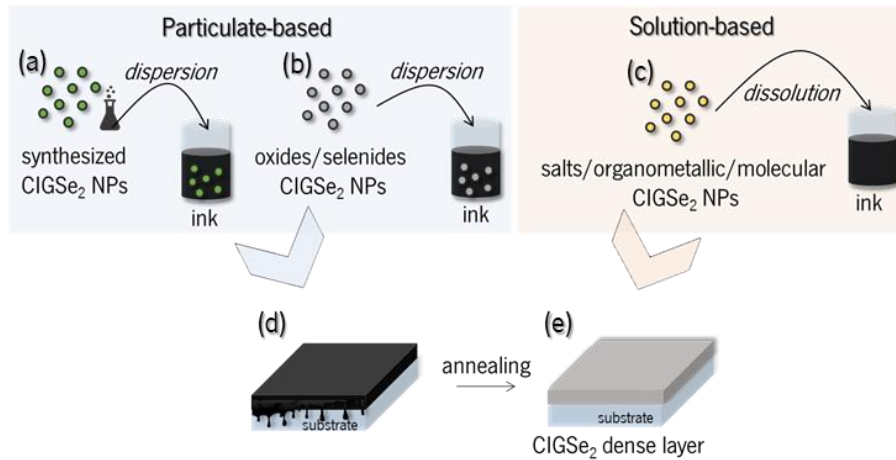 Particulate-based
Solution-based
(a)
dispersion
(b)
dispersion
(c)
dissolution
synthesized
CIGSe₂ NPs
oxides/selenides
CIGSe₂ NPs
salts/organometallic/molecular
CIGSe₂ NPs
ink
ink
ink
(d)
annealing
(e)
substrate
substrate
CIGSe₂ dense layer